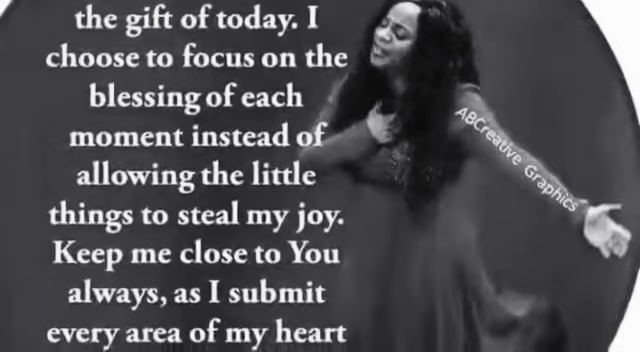 the gift of today. I
choose to focus on the
blessing of each
moment instead of
allowing the little
things to steal my joy.
Keep me close to You
always, as I submit
every area of my heart
ABCreative Graphics